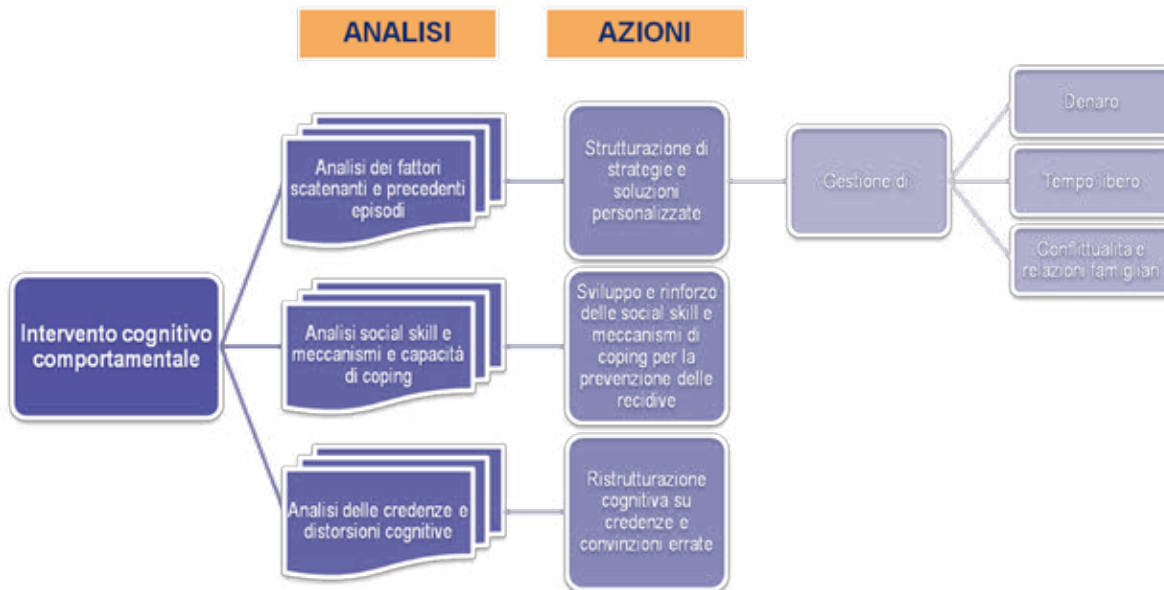 ANALISI
AZIONI
Intervento cognitivo
comportamentale
Analisi dei fattori
scatenanti e precedenti
episodi
Strutturazione di
strategie e
soluzioni
personalizzate
Gestione di
Denaro
Tempo libero
Conflittualità e
relazioni famigliari
Analisi social skill e
meccanismi e capacità
di coping
Sviluppo e rinforzo
delle social skill e
meccanismi di
coping per la
prevenzione delle
recidive
Analisi delle credenze e
distorsioni cognitive
Ristrutturazione
cognitiva su
credenze e
convinzioni errate